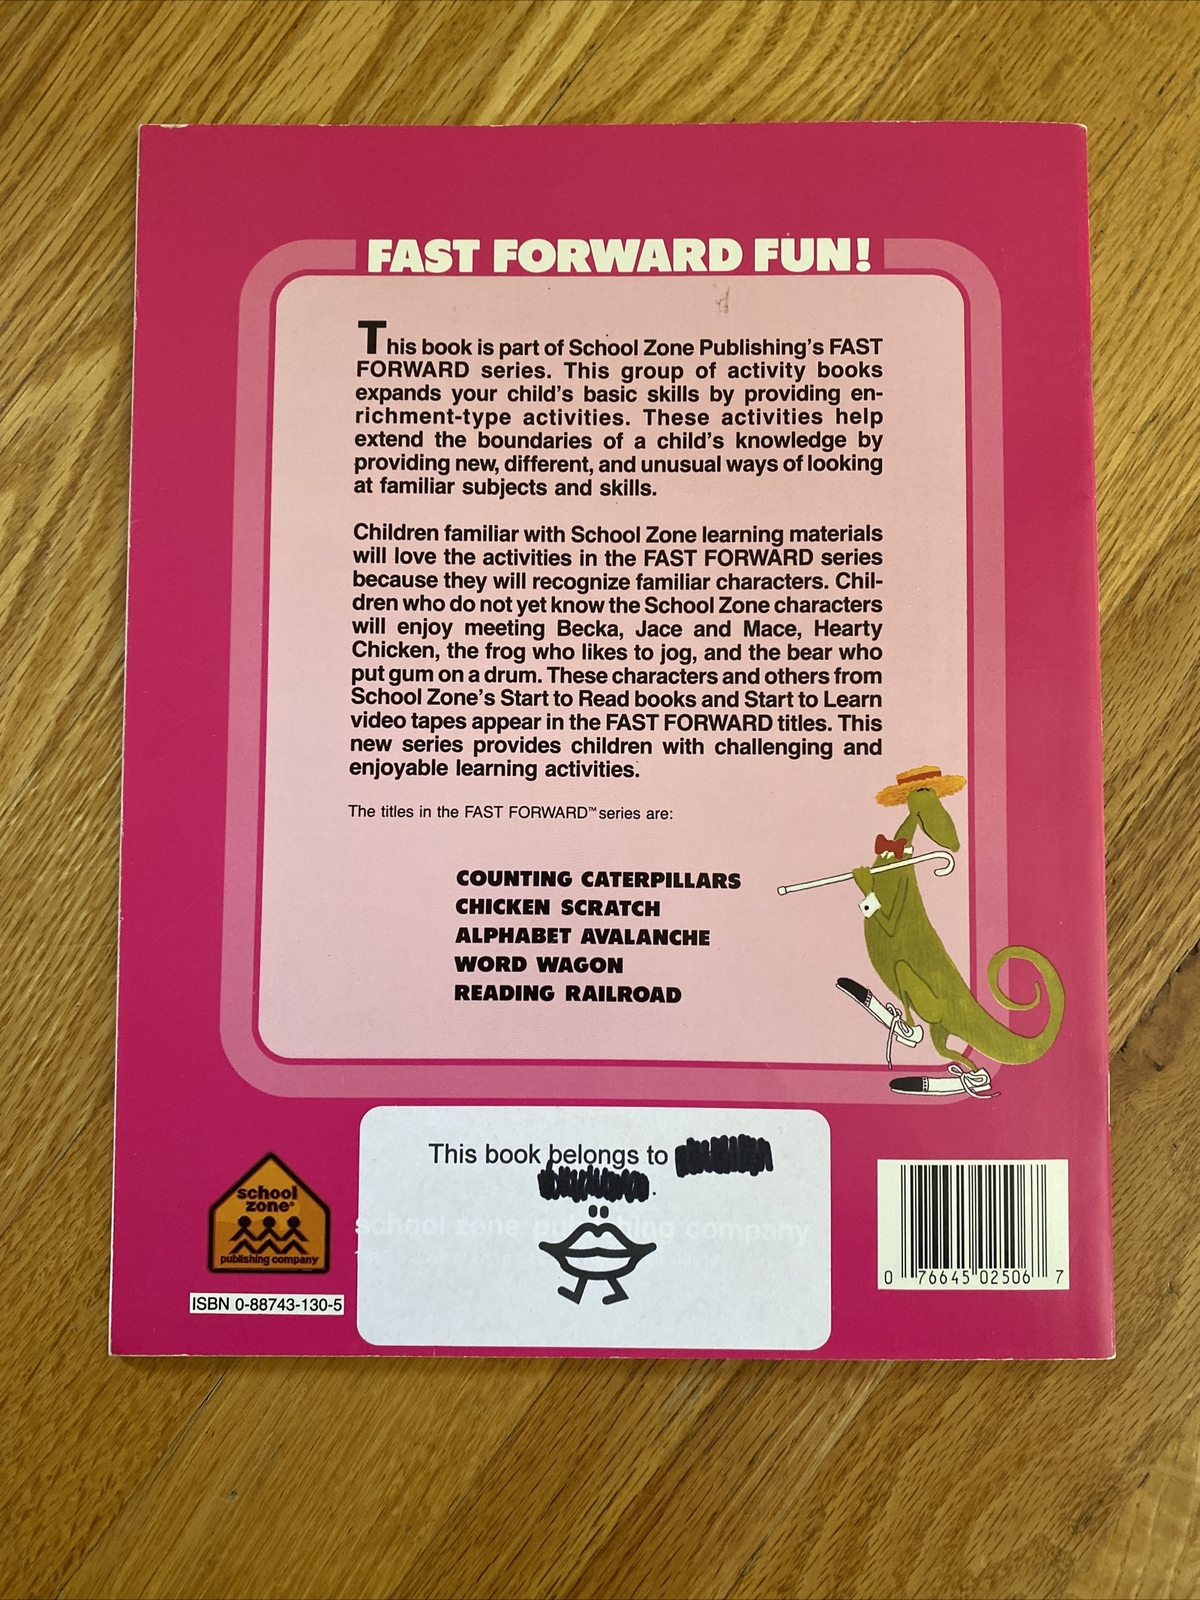 FAST FORWARD FUN!
This book is part of School Zone Publishing's FAST
FORWARD series. This group of activity books
expands your child's basic skills by providing en-
richment-type activities. These activities help
extend the boundaries of a child's knowledge by
providing new, different, and unusual ways of looking
at familiar subjects and skills.
Children familiar with School Zone learning materials
will love the activities in the FAST FORWARD series
because they will recognize familiar characters. Chil-
dren who do not yet know the School Zone characters
will enjoy meeting Becka, Jace and Mace, Hearty
Chicken, the frog who likes to jog, and the bear who
put gum on a drum. These characters and others from
School Zone's Start to Read books and Start to Learn
video tapes appear in the FAST FORWARD titles. This
new series provides children with challenging and
enjoyable learning activities.
The titles in the FAST FORWARD™ series are:
COUNTING CATERPILLARS
CHICKEN SCRATCH
ALPHABET AVALANCHE
WORD WAGON
READING RAILROAD
This book belongs to
school
zone®
publishing company
school zone® publishing company
ISBN 0-88743-130-5
0 76645 02506 7